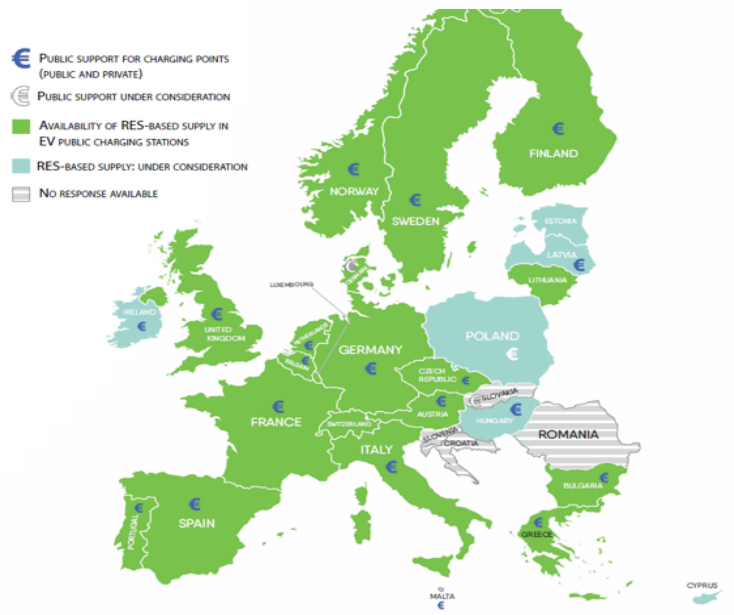 € PUBLIC SUPPORT FOR CHARGING POINTS
(PUBLIC AND PRIVATE)
€ PUBLIC SUPPORT UNDER CONSIDERATION
AVAILABILITY OF RES-BASED SUPPLY IN
EV PUBLIC CHARGING STATIONS
RES-BASED SUPPLY: UNDER CONSIDERATION
NO RESPONSE AVAILABLE
€
FINLAND
€
NORWAY
€
SWEDEN
ESTONIA
LATVIA €
LITHUANIA
€
LUXEMBOURG
IRELAND
€
€
UNITED
KINGDOM
NETHERLANDS
€
BELGIUM
€
GERMANY
€
POLAND
€
CZECH
REPUBLIC €
€ SLOVAKIA
€
AUSTRIA
€
HUNGARY
€
FRANCE
SWITZERLAND
SLOVENIA
CROATIA
ROMANIA
ITALY
€
€
BULGARIA
€
GREECE
€
PORTUGAL
€
SPAIN
MALTA
€
CYPRUS